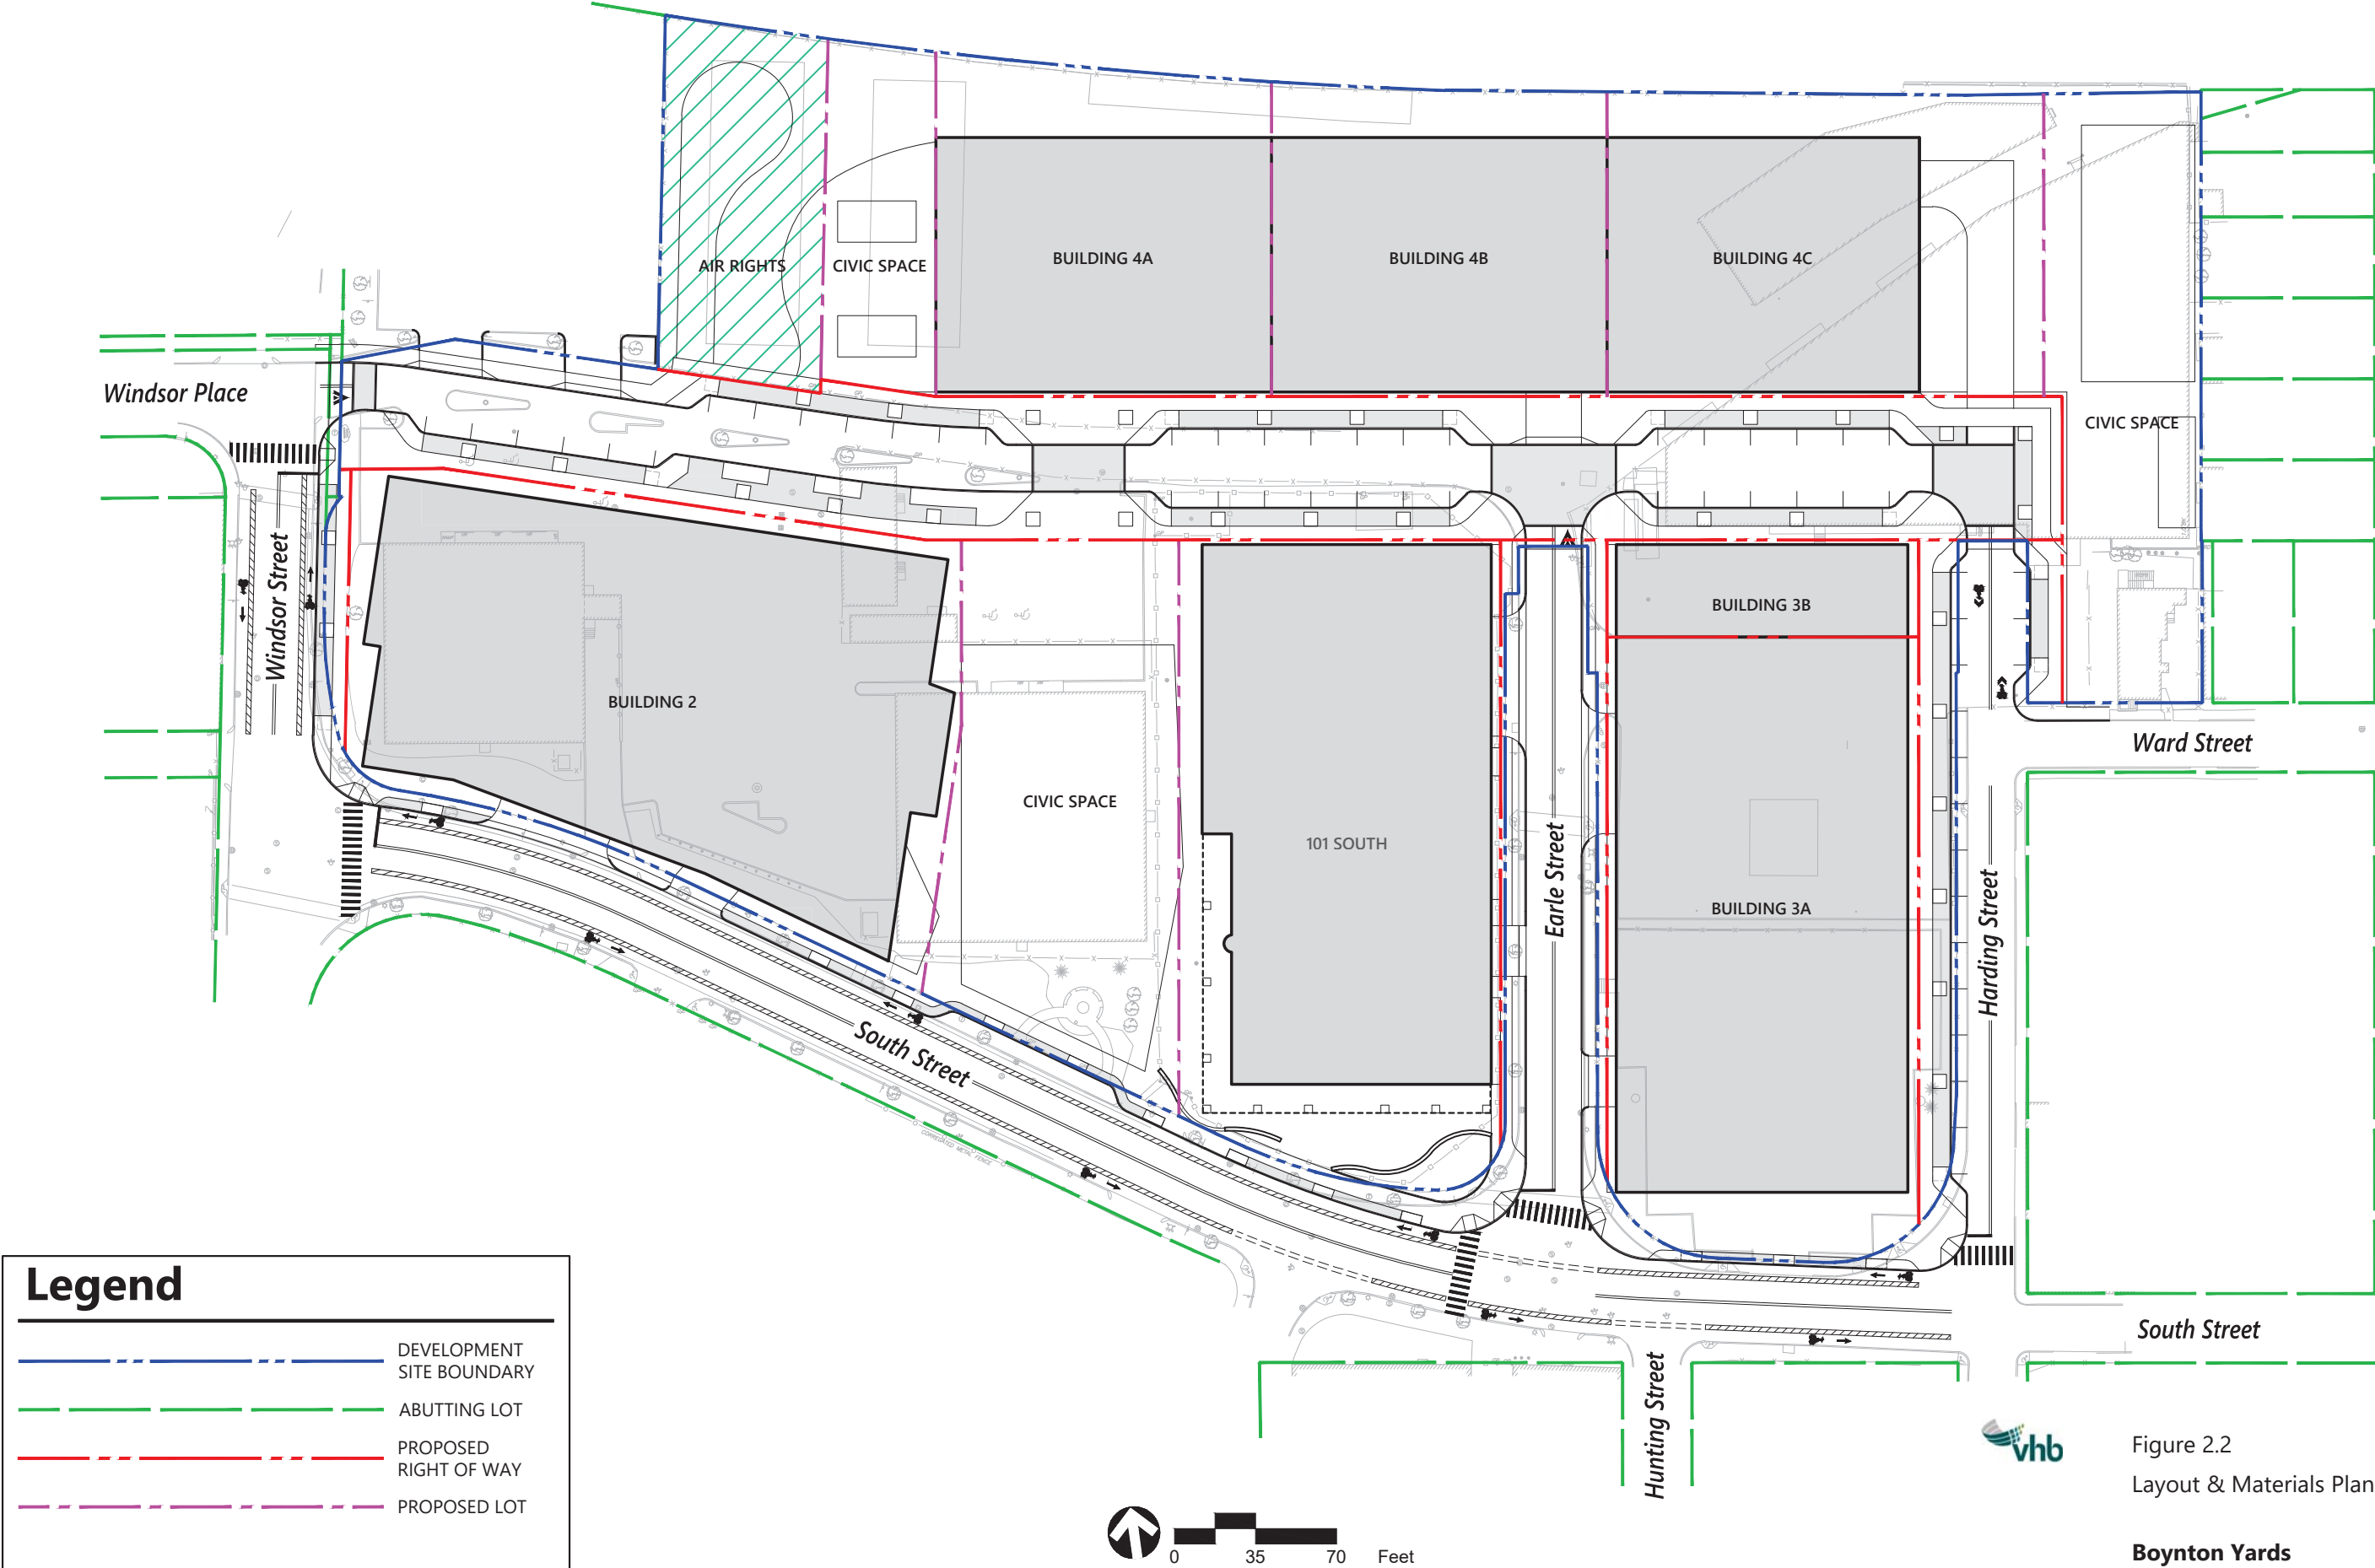 AIR RIGHTS
CIVIC SPACE
BUILDING 4A
BUILDING 4B
BUILDING 4C
Windsor Place
CIVIC SPACE
Windsor Street
BUILDING 2
CIVIC SPACE
101 SOUTH
Earle Street
BUILDING 3B
BUILDING 3A
Harding Street
Ward Street
South Street
CORRUGATED METAL FENCE
South Street
Hunting Street
Legend
DEVELOPMENT
SITE BOUNDARY
ABUTTING LOT
PROPOSED
RIGHT OF WAY
PROPOSED LOT
0 35 70 Feet
vhb
Figure 2.2
Layout & Materials Plan
Boynton Yards